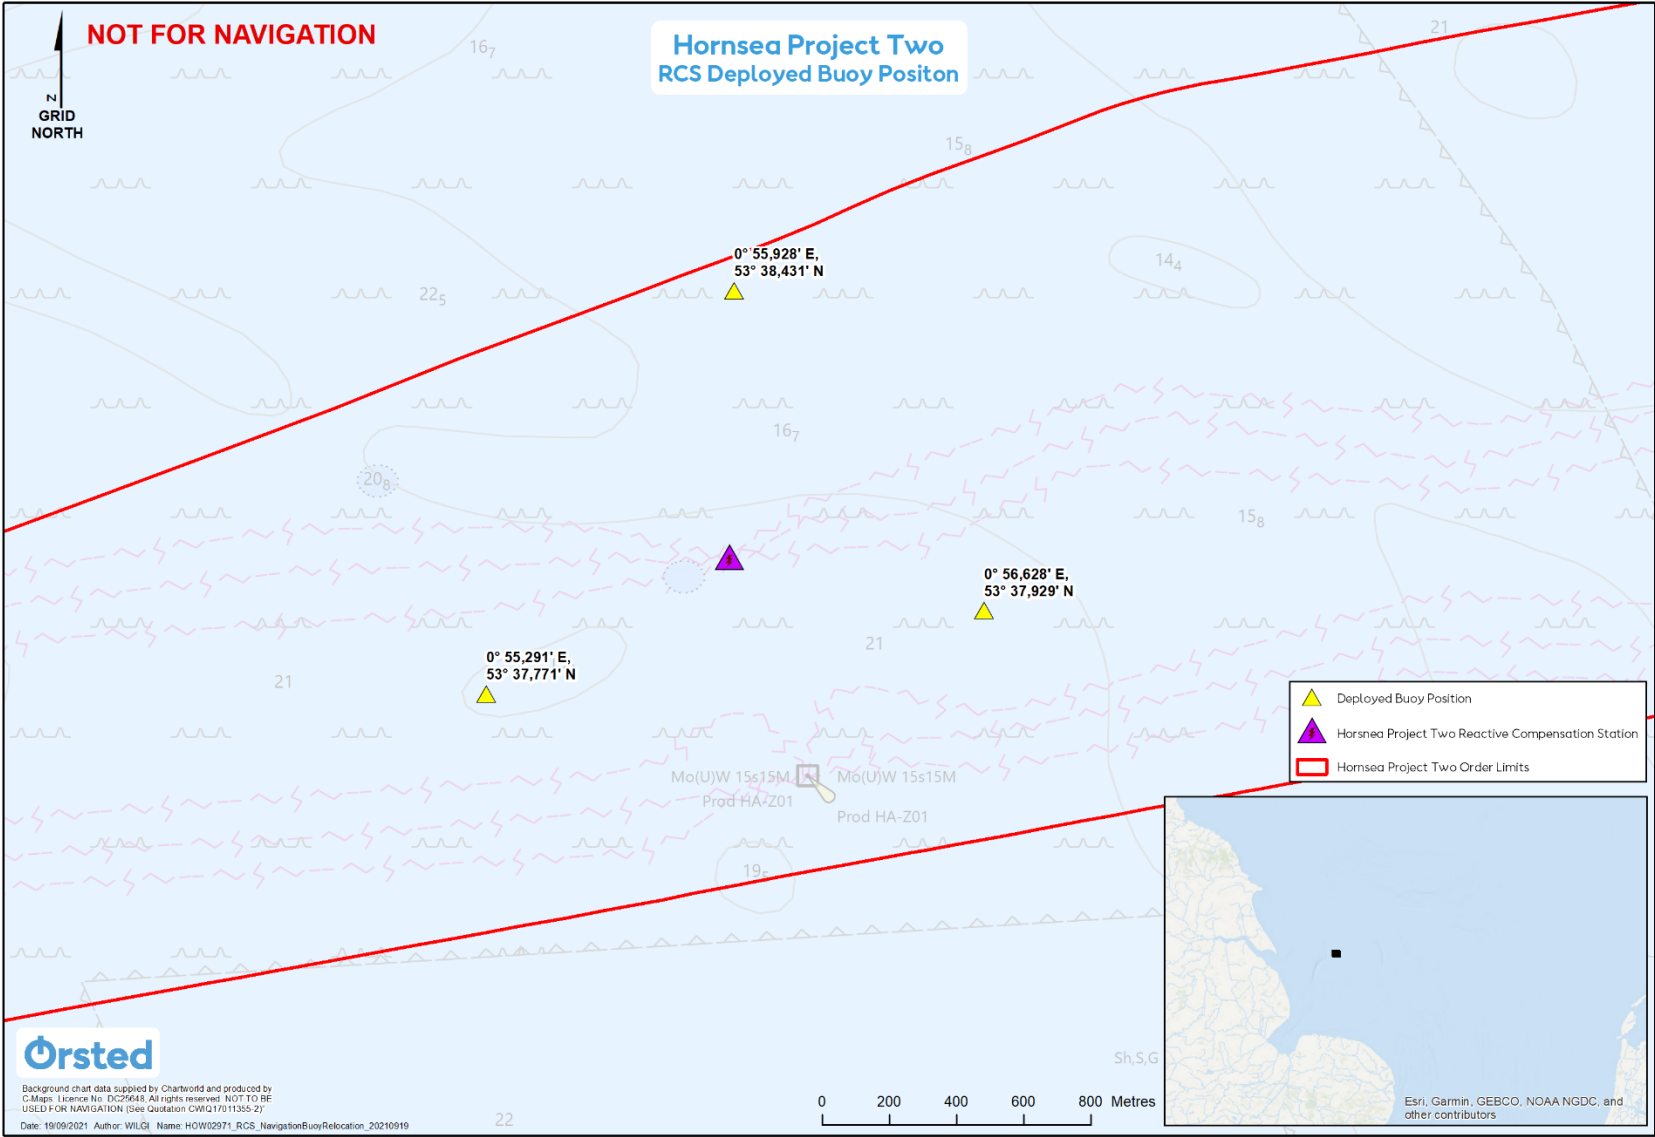 NOT FOR NAVIGATION
Hornsea Project Two
RCS Deployed Buoy Positon
Z
GRID
NORTH
16₇
21
15₈
0° 55,928' E,
53° 38,431' N
14₄
22₅
16₇
20₈
15₈
0° 56,628' E,
53° 37,929' N
21
0° 55,291' E,
53° 37,771' N
21
Deployed Buoy Position
Horsnea Project Two Reactive Compensation Station
Hornsea Project Two Order Limits
Mo(U)W 15s15M
Mo(U)W 15s15M
Prod HA-Z01
Prod HA-Z01
Sh,S,G
Ørsted
Background chart data supplied by Chartworld and produced by
C-Maps. Licence No. DC25648, All rights reserved. NOT TO BE
USED FOR NAVIGATION (See Quotation CWIQ17011355-2)'
Date: 19/09/2021 Author: WILGI Name: HOW02971_RCS_NavigationBuoyRelocation_20210919
22
0 200 400 600 800 Metres
Esri, Garmin, GEBCO, NOAA NGDC, and
other contributors